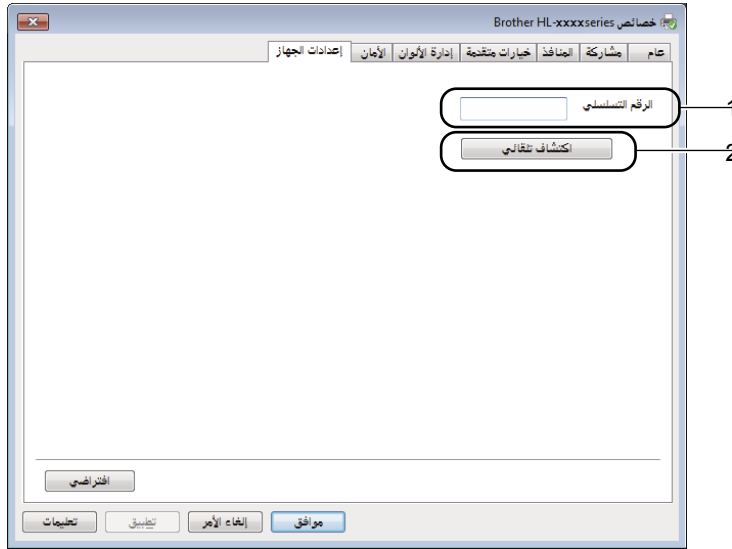 خصائص Brother HL-xxxxseries
عام مشاركة المنافذ خيارات متقدمة إدارة الألوان الأمان إعدادات الجهاز
الرقم التسلسلي 1
اكتشاف تلقائي 2
افتراضي
موافق إلغاء الأمر تطبيق تعليمات